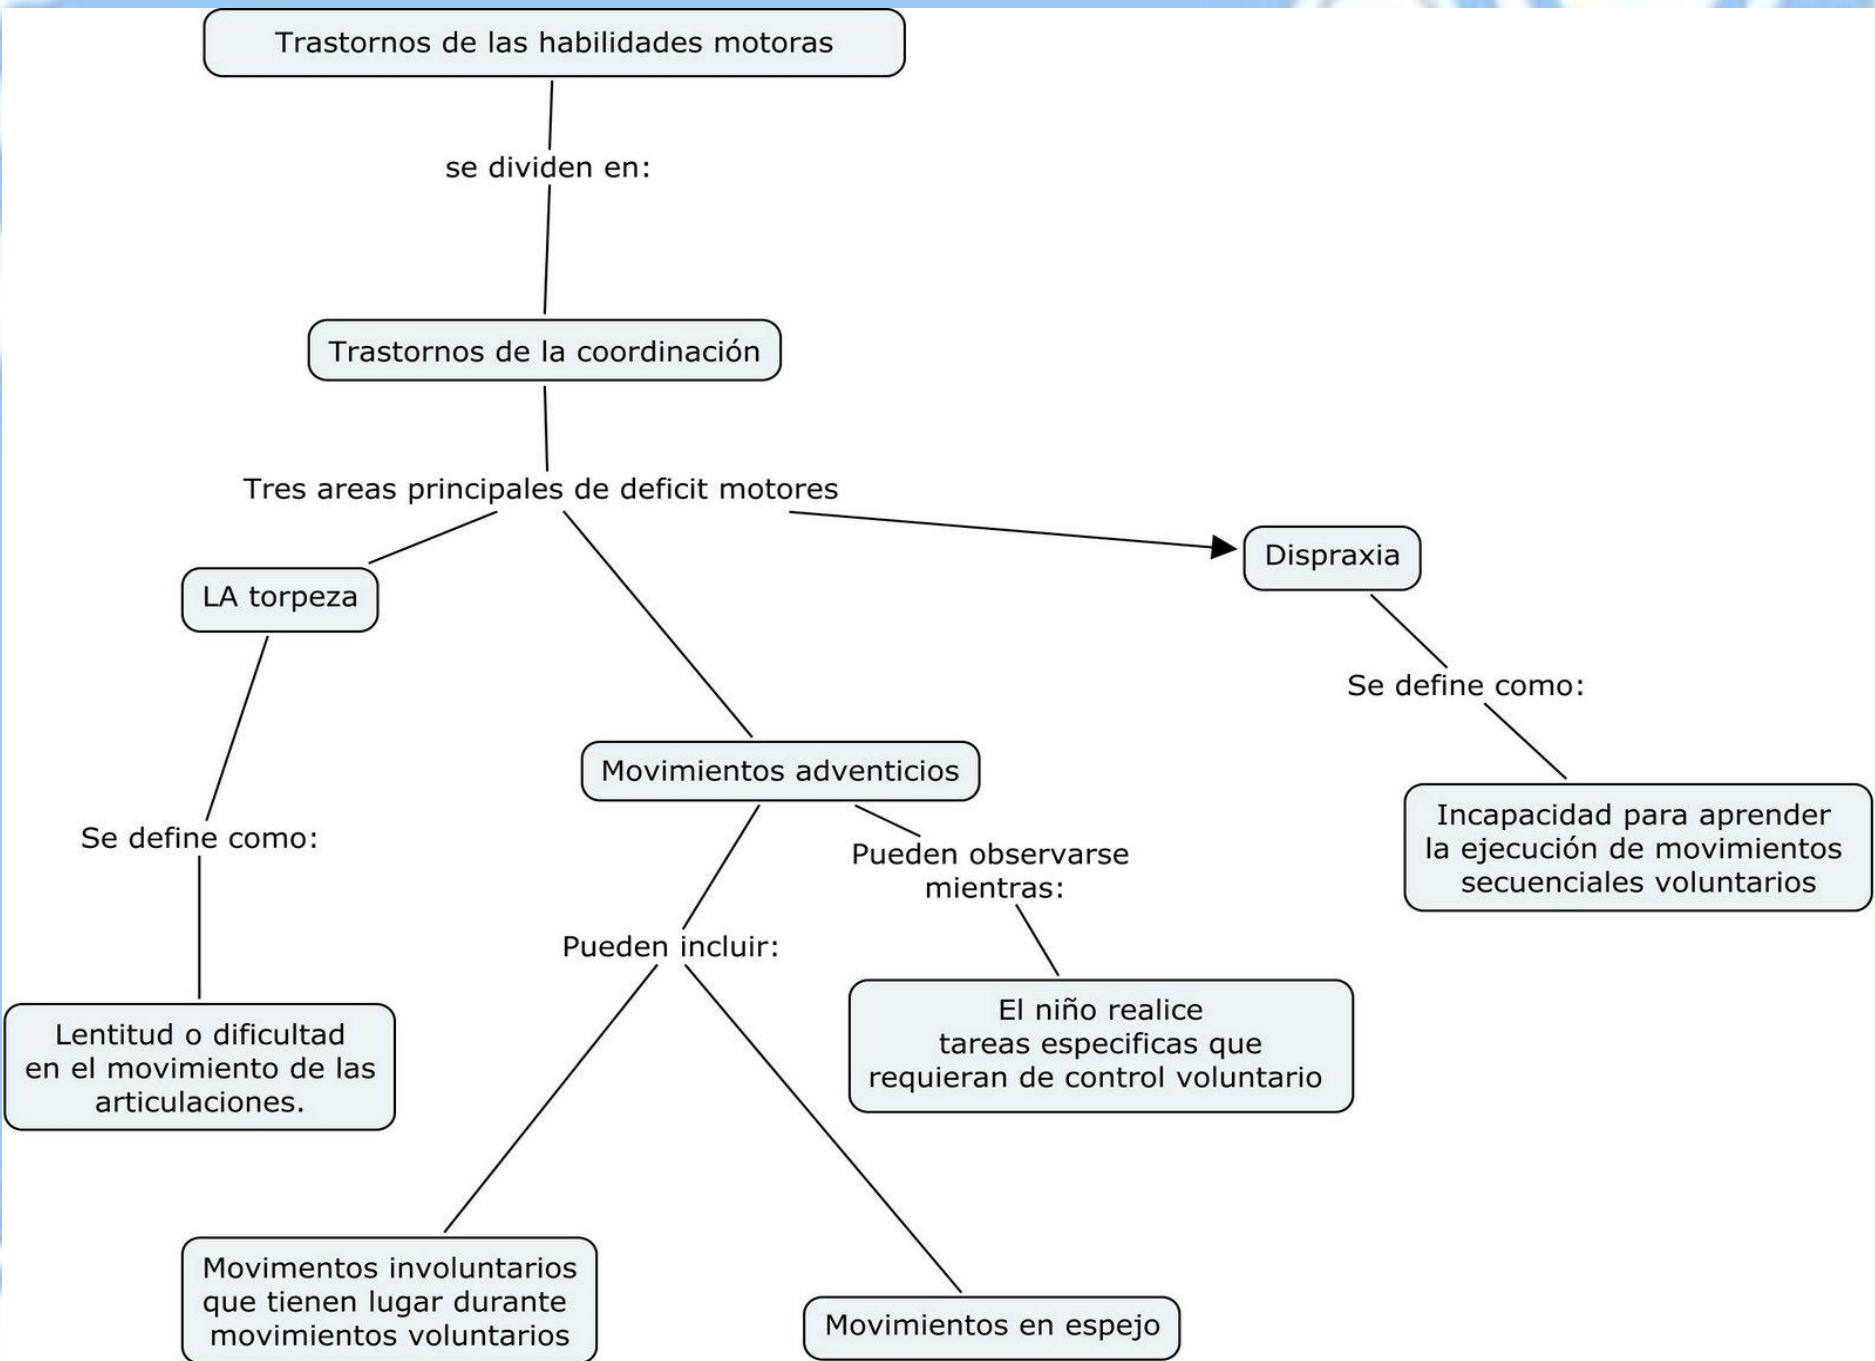 Trastornos de las habilidades motoras
se dividen en:
Trastornos de la coordinación
Tres areas principales de deficit motores
LA torpeza
Dispraxia
Se define como:
Movimientos adventicios
Se define como:
Incapacidad para aprender
la ejecución de movimientos
secuenciales voluntarios
Pueden observarse
mientras:
Pueden incluir:
Lentitud o dificultad
en el movimiento de las
articulaciones.
El niño realice
tareas especificas que
requieran de control voluntario
Movimentos involuntarios
que tienen lugar durante
movimientos voluntarios
Movimientos en espejo